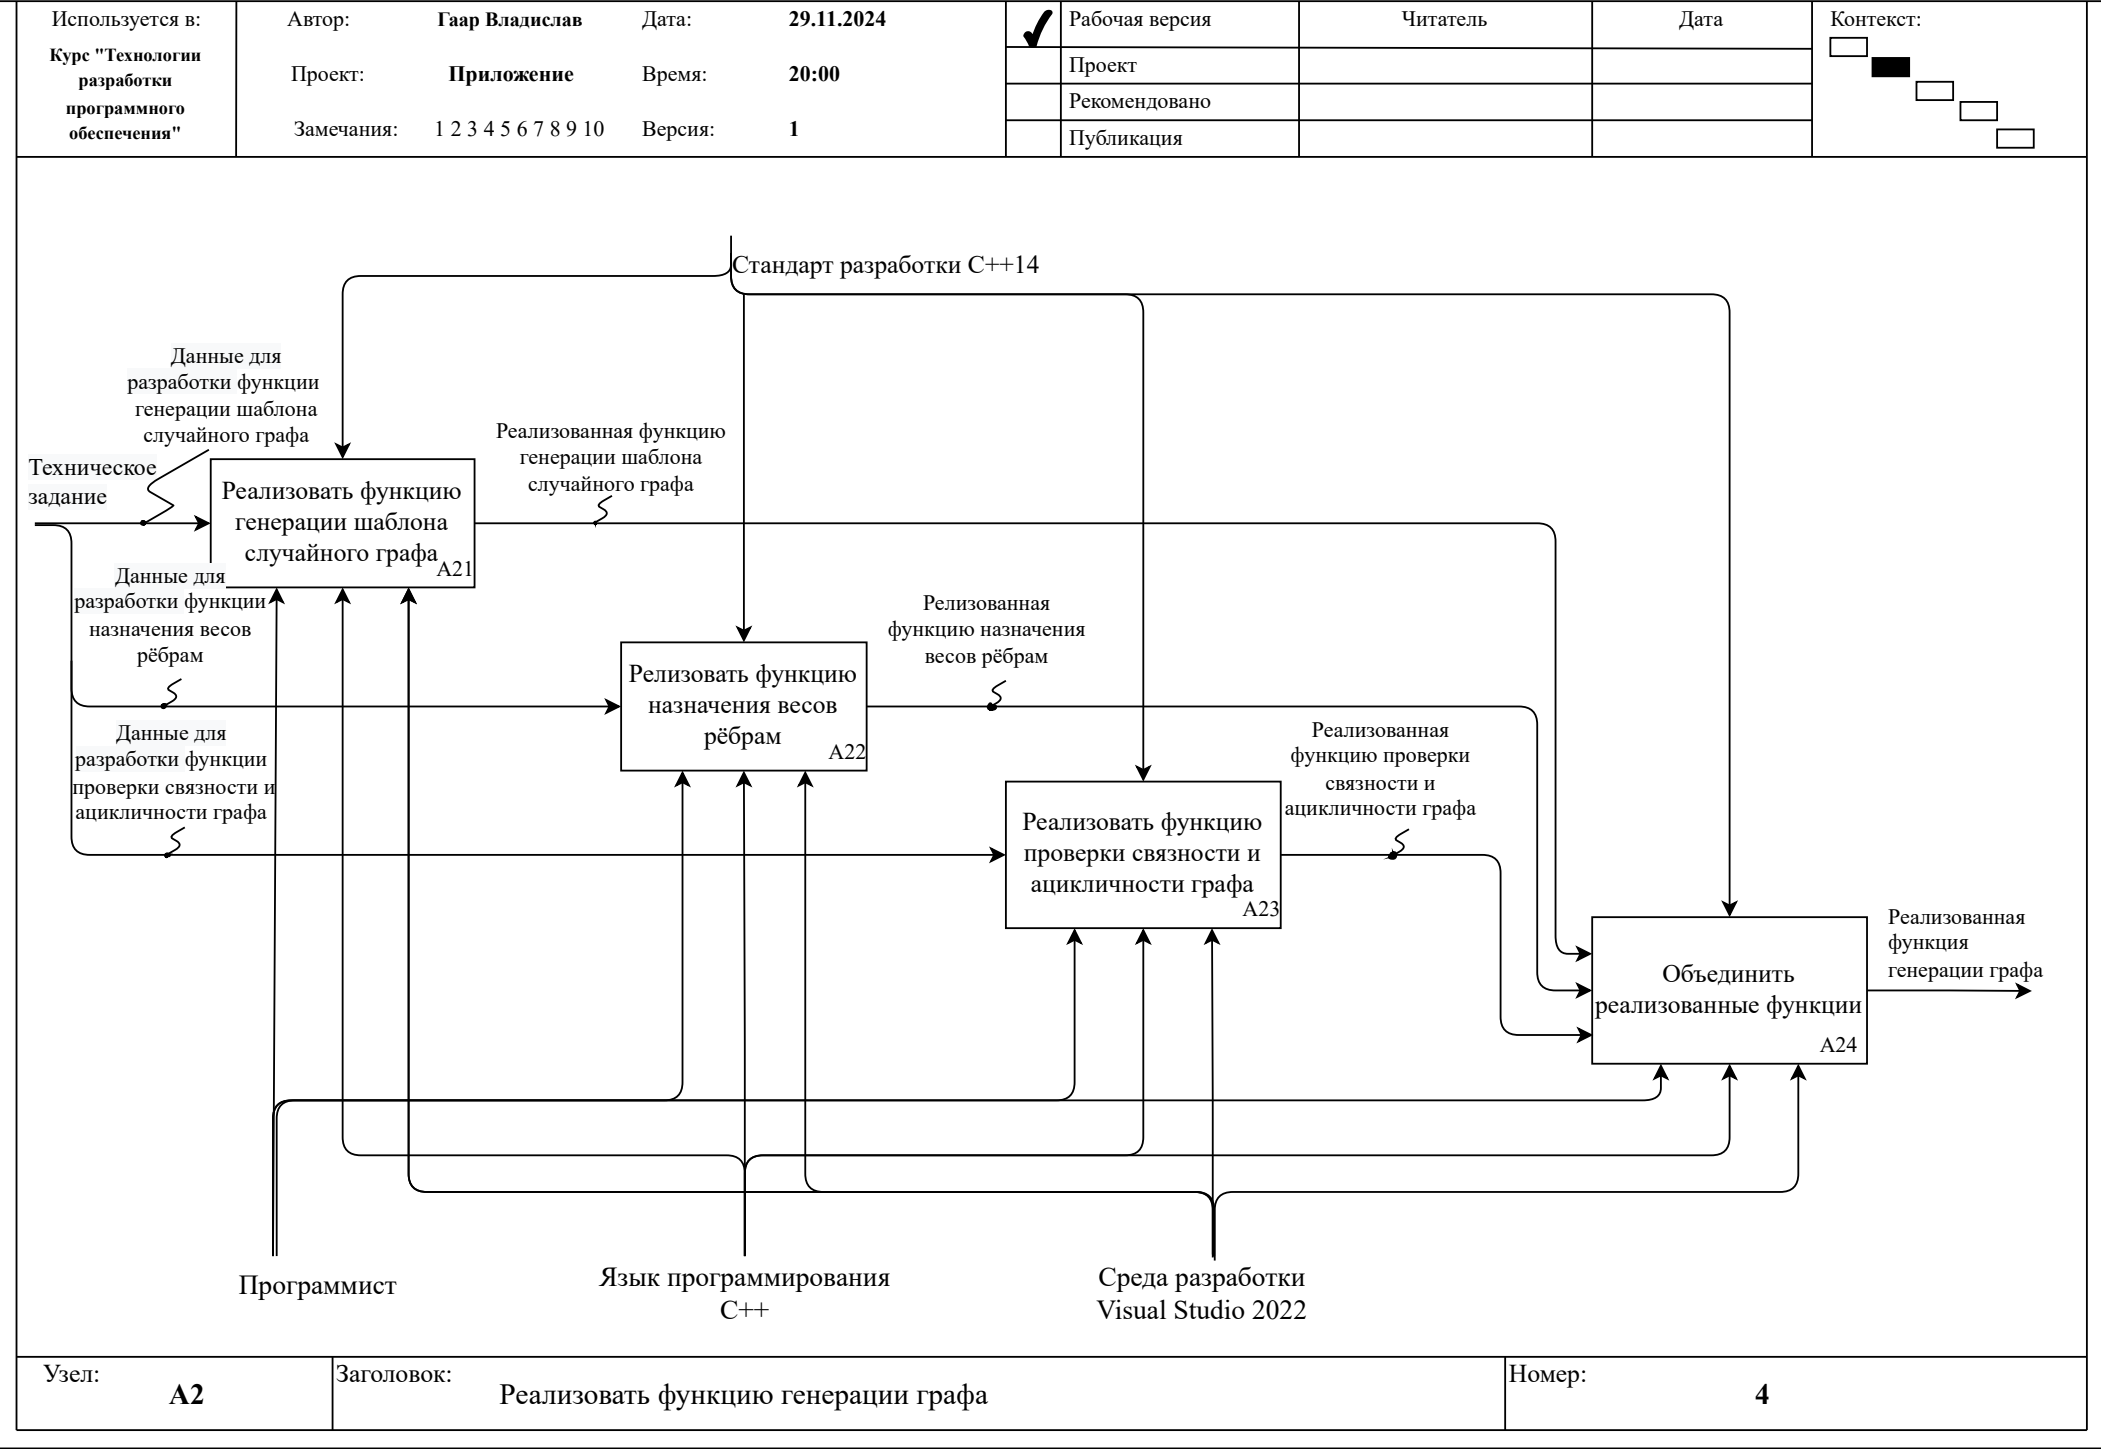 Используется в:
Курс "Технологии
разработки
программного
обеспечения"
Автор:
Гаар Владислав
Дата:
29.11.2024
Проект:
Приложение
Время:
20:00
Замечания:
1 2 3 4 5 6 7 8 9 10
Версия:
1
Рабочая версия
Проект
Рекомендовано
Публикация
Читатель
Дата
Контекст:
Стандарт разработки С++14
Данные для
разработки функции
генерации шаблона
случайного графа
Техническое
задание
Реализовать функцию
генерации шаблона
случайного графа
А21
Реализованная функцию
генерации шаблона
случайного графа
Данные для
разработки функции
назначения весов
рёбрам
Релизовать функцию
назначения весов
рёбрам
А22
Релизованная
функцию назначения
весов рёбрам
Данные для
разработки функции
проверки связности и
ацикличности графа
Реализовать функцию
проверки связности и
ацикличности графа
А23
Реализованная
функцию проверки
связности и
ацикличности графа
Объединить
реализованные функции
А24
Реализованная
функция
генерации графа
Программист
Язык программирования
С++
Среда разработки
Visual Studio 2022
Узел:
А2
Заголовок:
Реализовать функцию генерации графа
Номер:
4